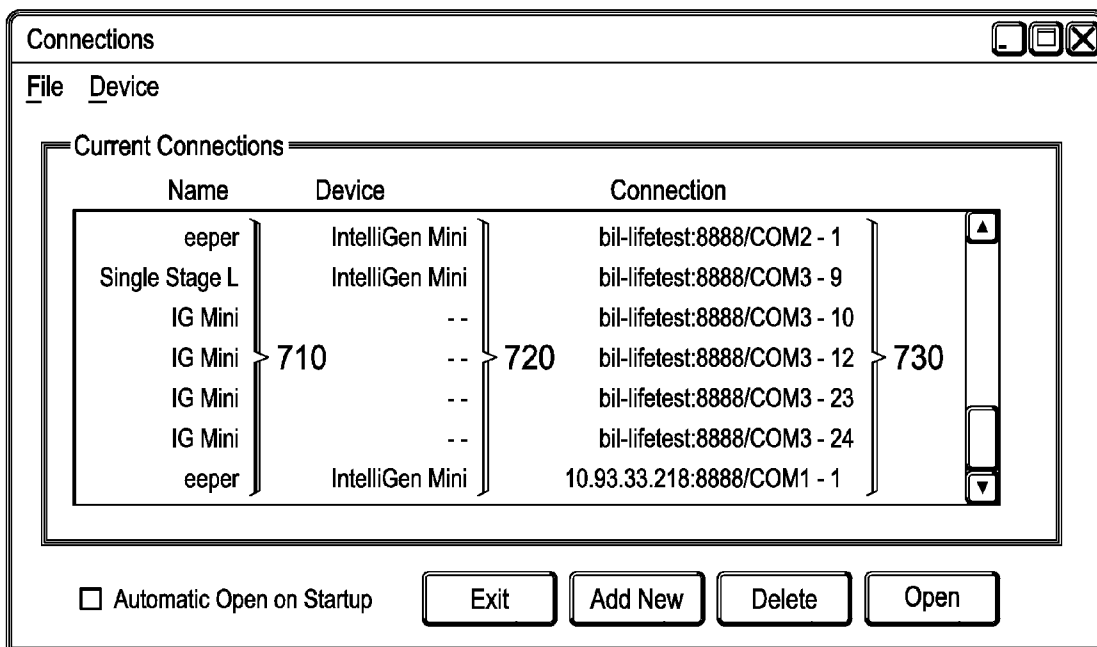 Connections
File Device
Current Connections
Name Device Connection
eeper IntelliGen Mini bil-lifetest:8888/COM2 - 1
Single Stage L IntelliGen Mini bil-lifetest:8888/COM3 - 9
IG Mini - - bil-lifetest:8888/COM3 - 10
IG Mini 710 - - 720 bil-lifetest:8888/COM3 - 12 730
IG Mini - - bil-lifetest:8888/COM3 - 23
IG Mini - - bil-lifetest:8888/COM3 - 24
eeper IntelliGen Mini 10.93.33.218:8888/COM1 - 1
Automatic Open on Startup Exit Add New Delete Open